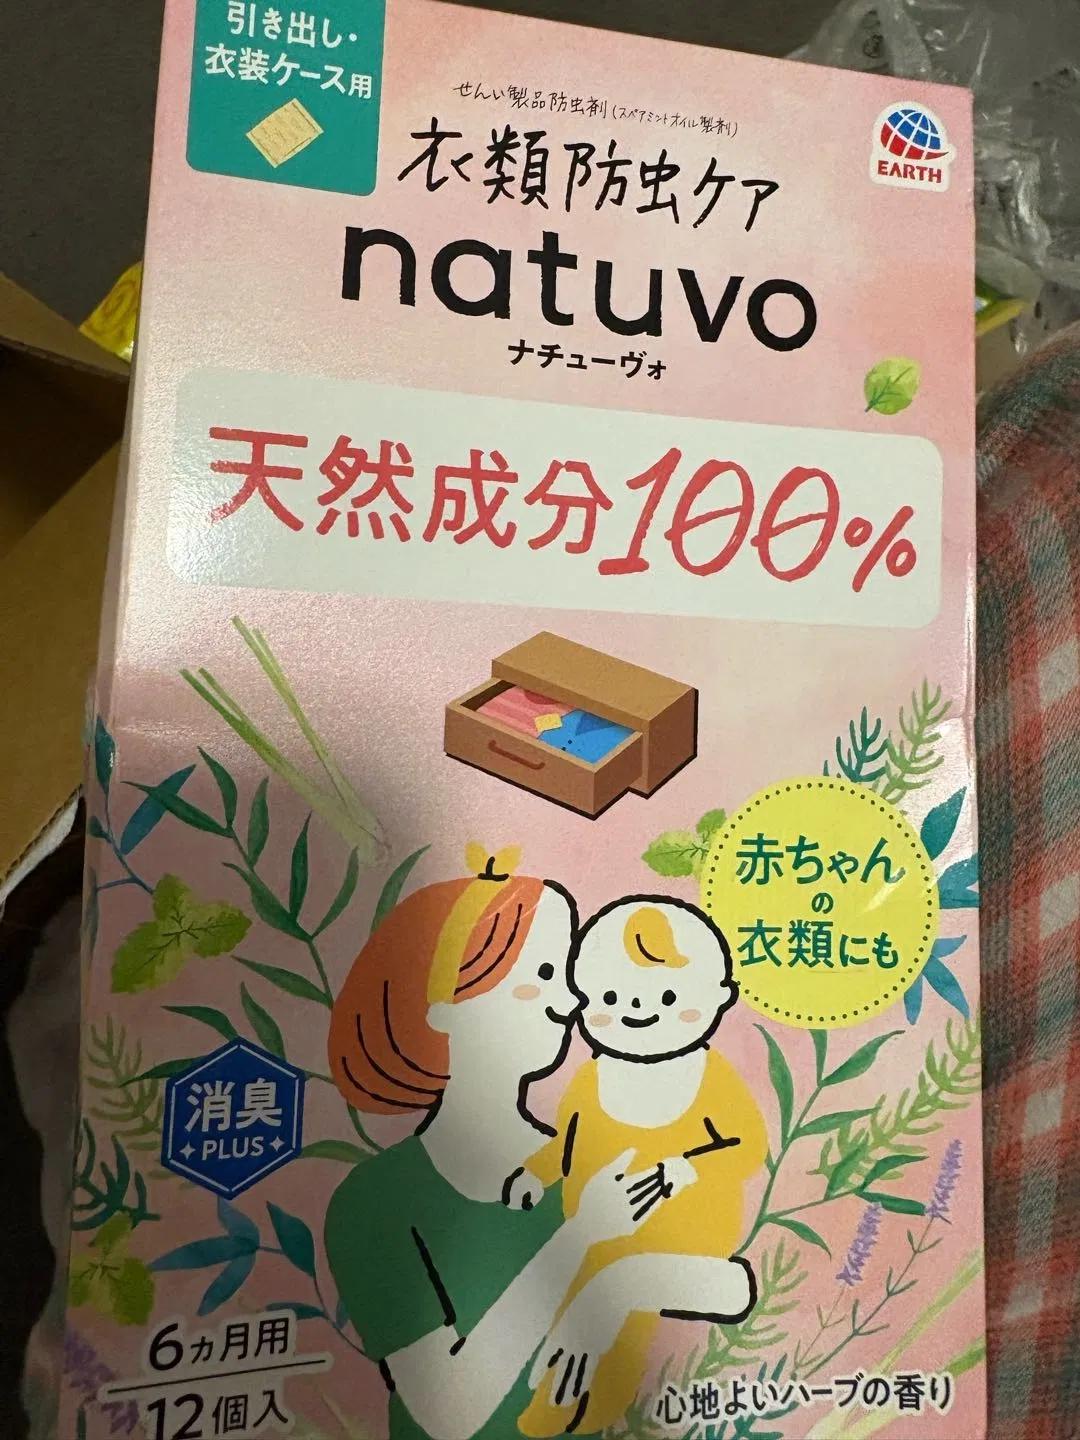 引き出し・
衣装ケース用
せんい製品防虫剤(スペアミントオイル製剤)
衣類防虫ケア
EARTH
natuvo
ナチューヴォ
天然成分100%
赤ちゃん
の
衣類にも
消臭
PLUS
6ヵ月用
12個入
心地よいハーブの香り